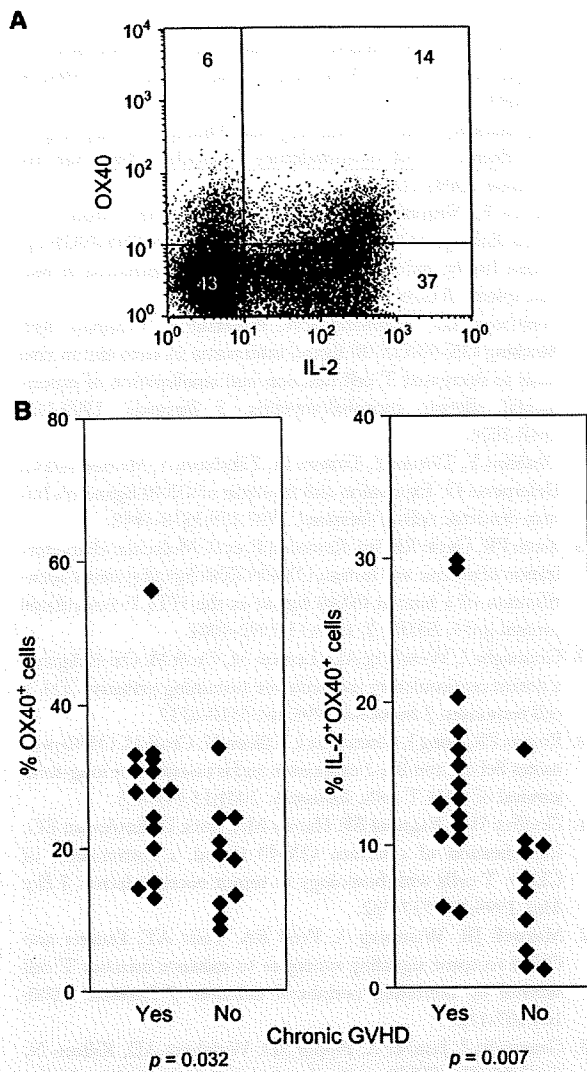 A
10⁴
6
14
10³
OX40
10²
10¹
43
37
10⁰
10⁰
10¹
10²
10³
10⁰
IL-2
B
80
60
40
20
0
% OX40⁺ cells
40
30
20
10
0
% IL-2⁺OX40⁺ cells
Yes No
Yes No
Chronic GVHD
p = 0.032
p = 0.007